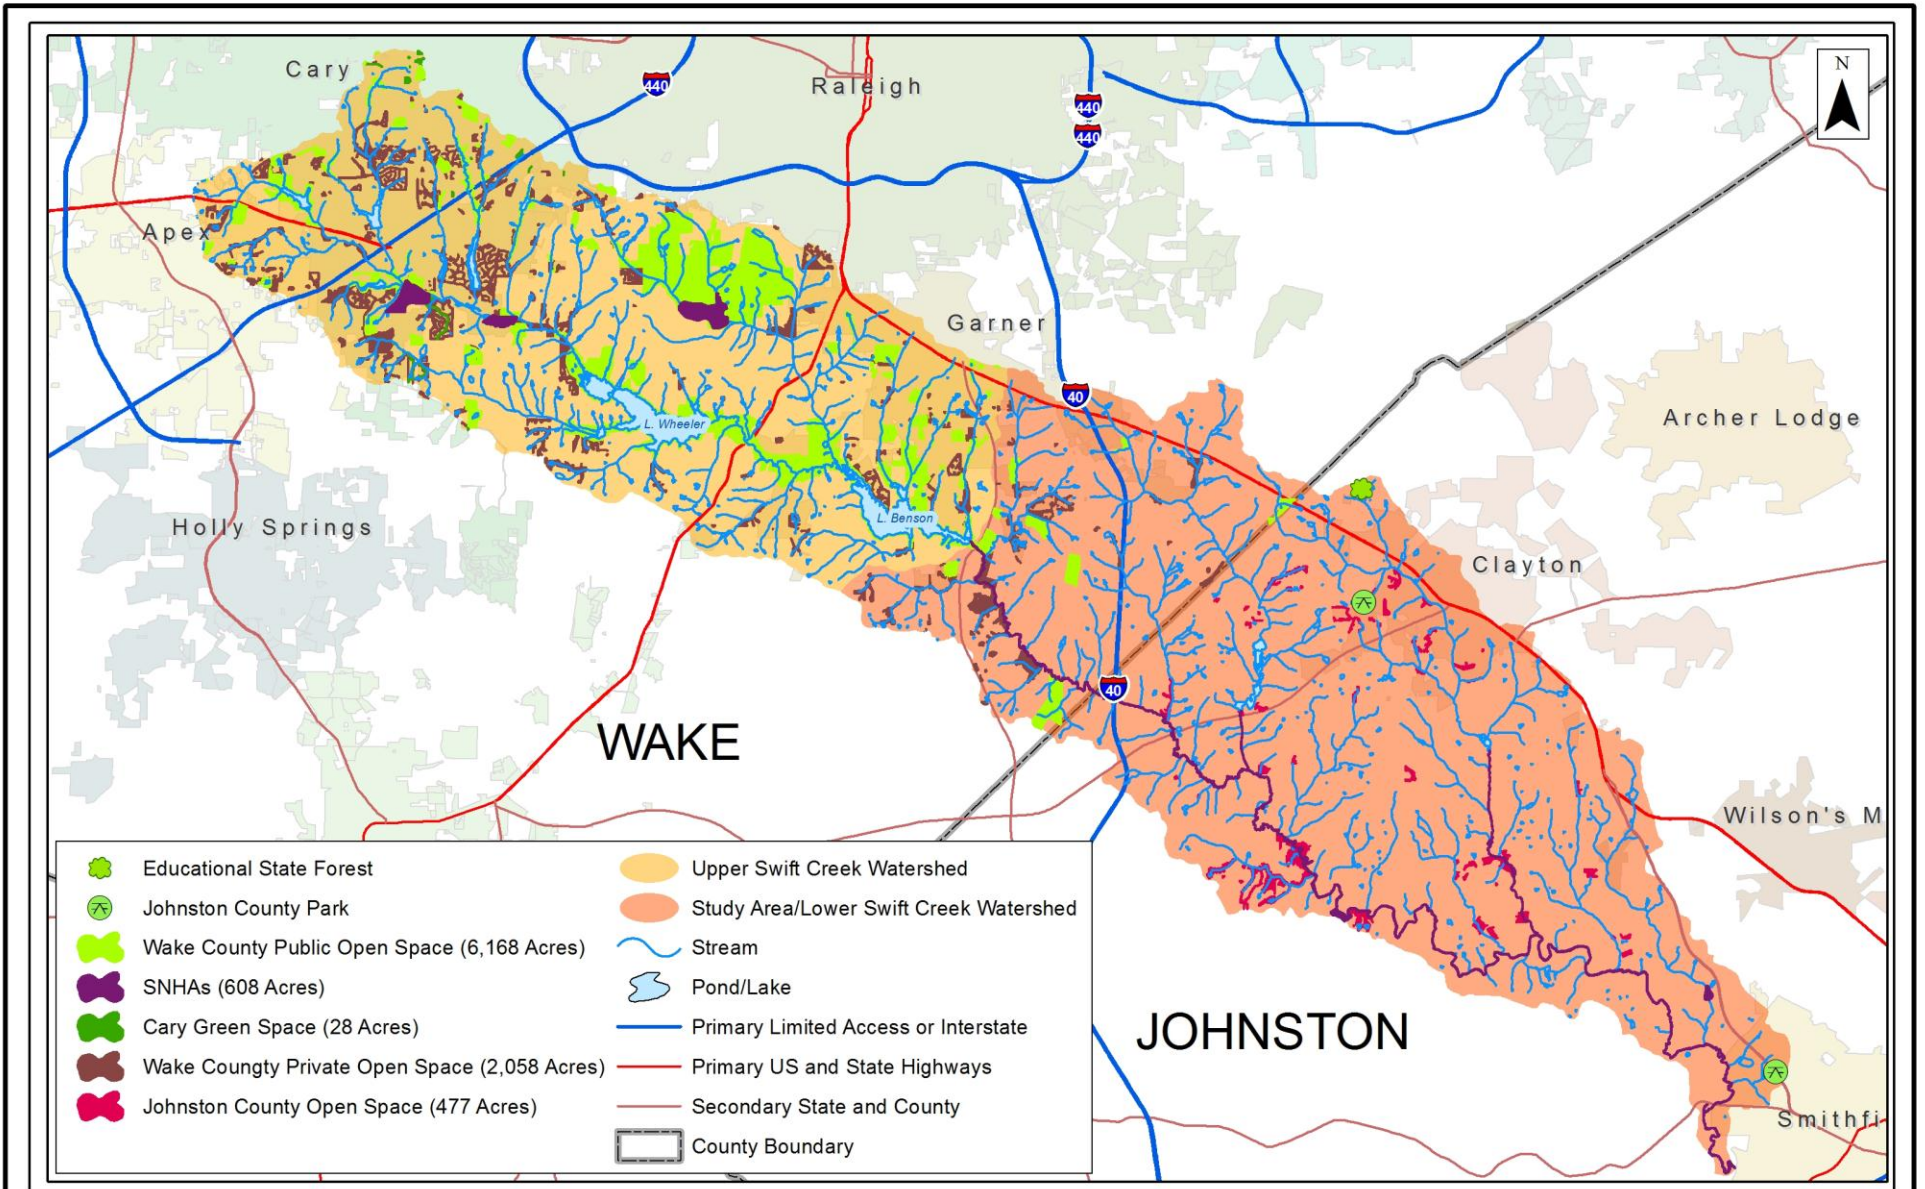 Cary
440
Raleigh
440
440
N
Apex
Garner
40
Archer Lodge
L. Wheeler
L. Benson
Holly Springs
Clayton
40
WAKE
Wilson's M
JOHNSTON
Smithfi
Educational State Forest
Johnston County Park
Wake County Public Open Space (6,168 Acres)
SNHAs (608 Acres)
Cary Green Space (28 Acres)
Wake Coungty Private Open Space (2,058 Acres)
Johnston County Open Space (477 Acres)
Upper Swift Creek Watershed
Study Area/Lower Swift Creek Watershed
Stream
Pond/Lake
Primary Limited Access or Interstate
Primary US and State Highways
Secondary State and County
County Boundary